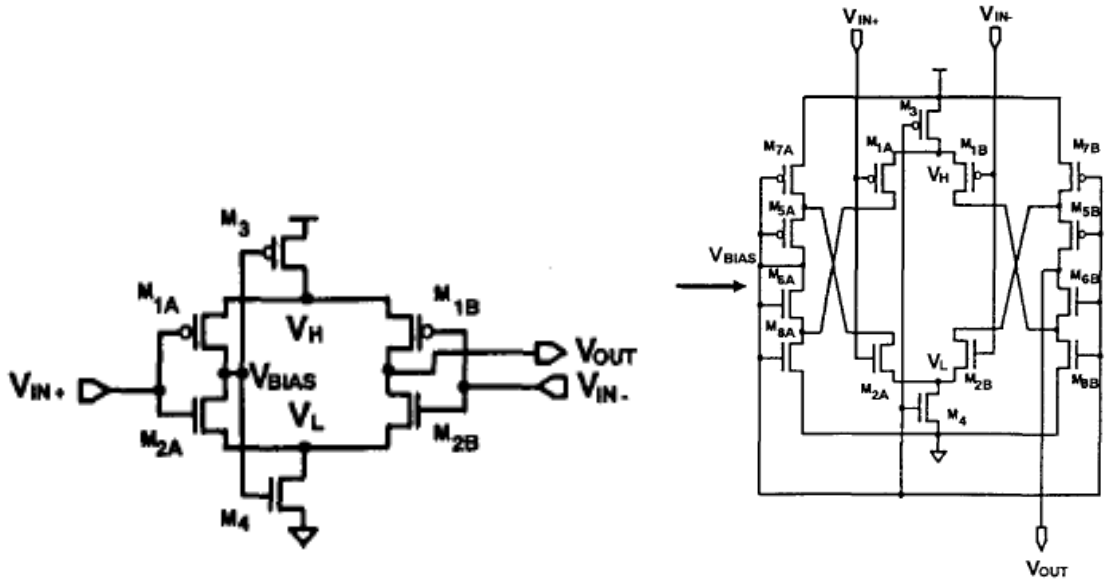 M3
M1A
M1B
VH
VOUT
VIN+
VBIAS
VIN-
VL
M2A
M2B
M4
VIN+
VIN-
M3
M7A
M1A
M1B
M7B
VH
M5A
M5B
VBIAS
M6A
M6B
M8A
VL
M2A
M2B
M8B
M4
VOUT